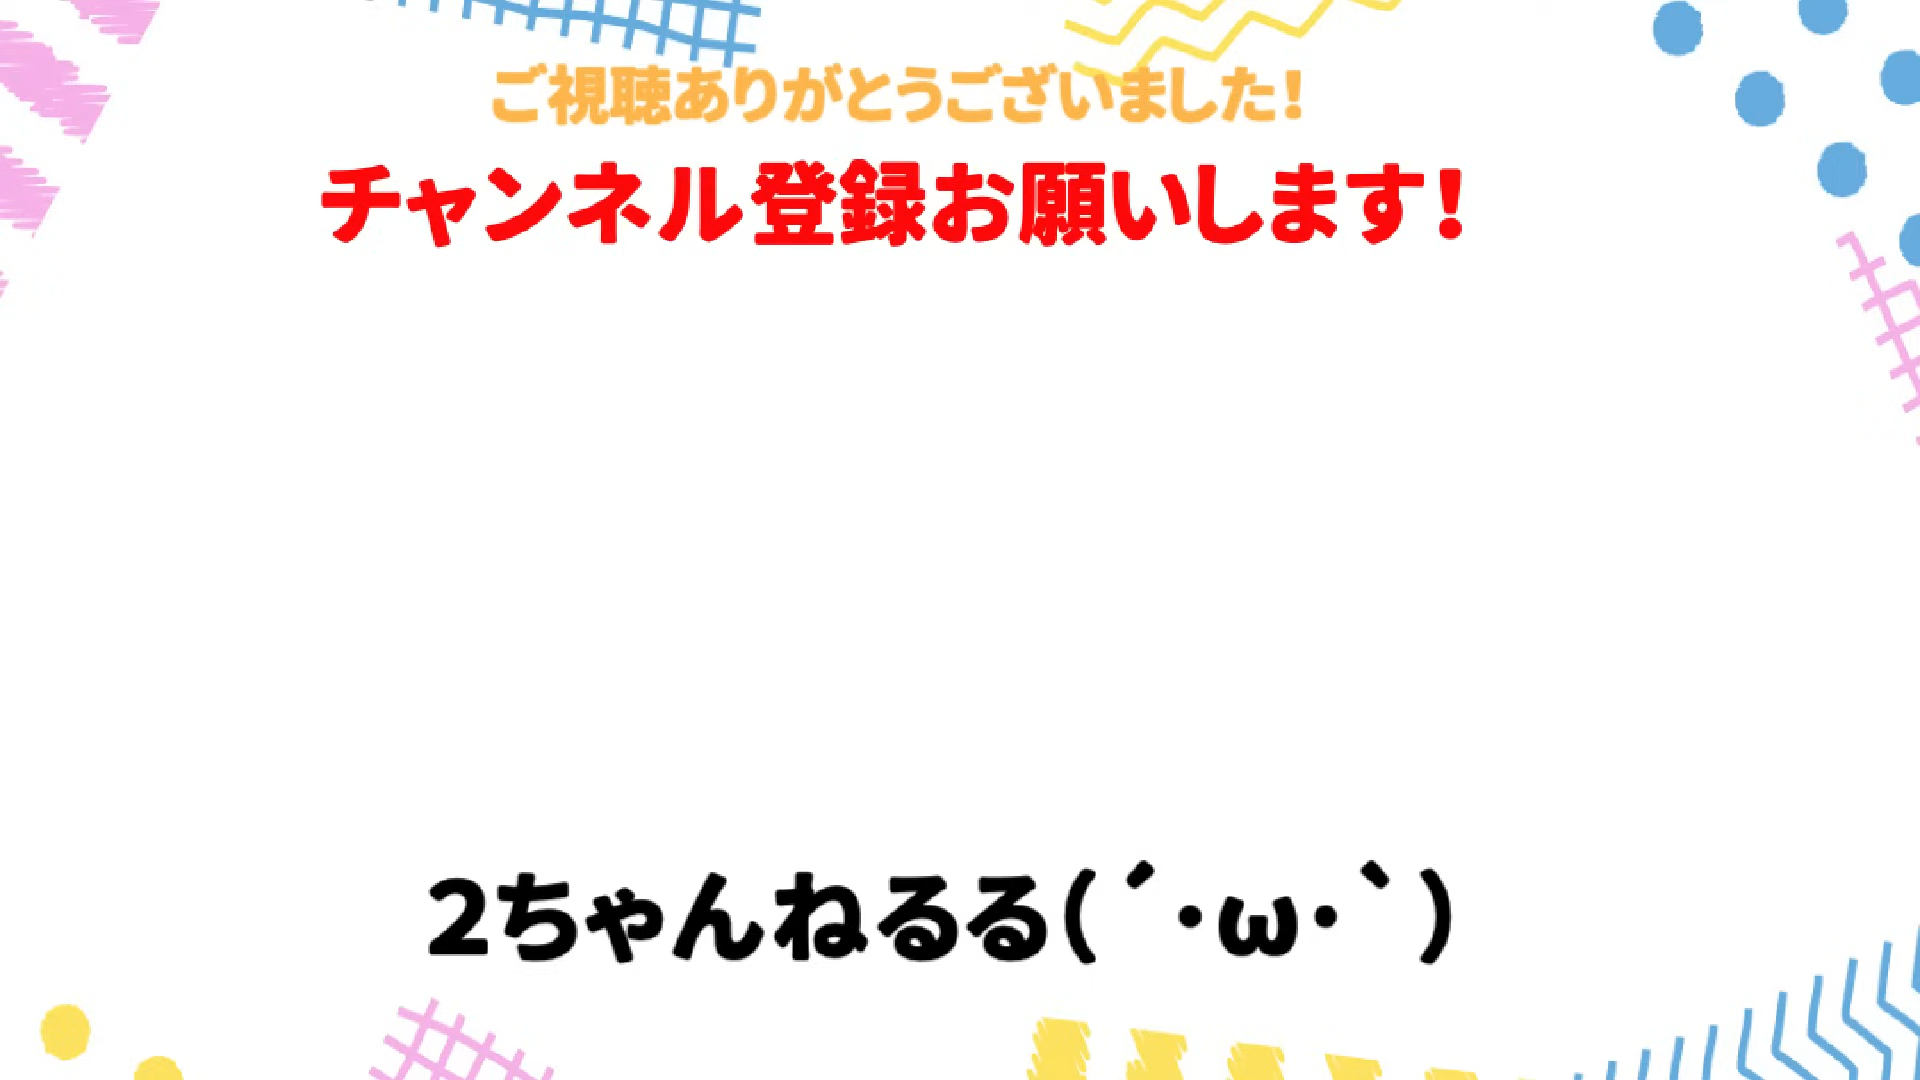 ご視聴ありがとうございました!
チャンネル登録お願いします!
2ちゃんねるる(´・ω・`)